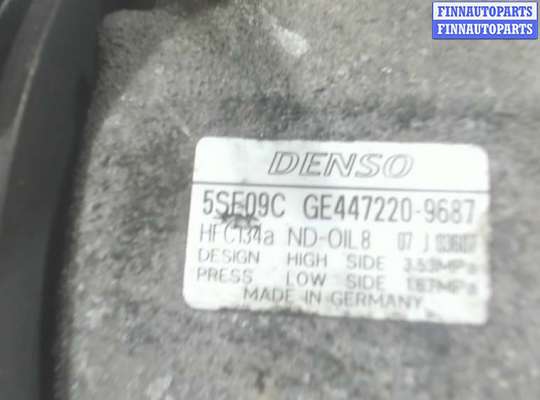 FINNAUTOPARTS
FINNAUTOPARTS
DENSO
5SE09C GE447220-9687
HFC134a ND-OIL8 07 J
DESIGN HIGH SIDE 3.53MPa
PRESS LOW SIDE 1.67MPa
MADE IN GERMANY